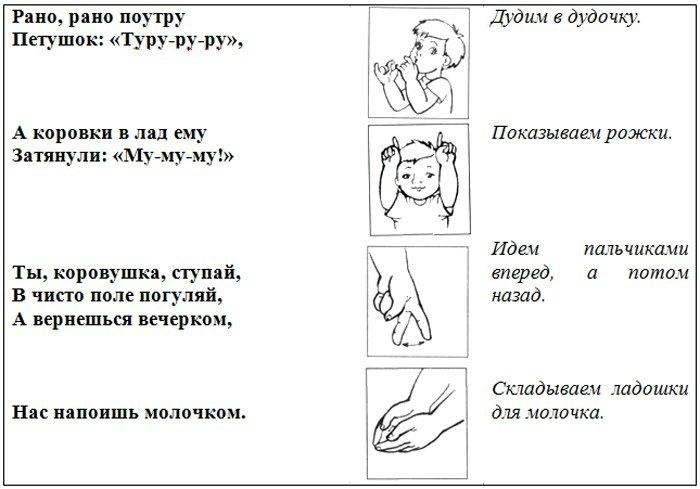 Рано, рано поутру
Петушок: «Туру-ру-ру»,
Дудим в дудочку.
А коровки в лад ему
Затянули: «Му-му-му!»
Показываем рожки.
Ты, коровушка, ступай,
В чисто поле погуляй,
А вернешься вечерком,
Идем пальчиками
вперед, а потом
назад.
Нас напоишь молочком.
Складываем ладошки
для молочка.